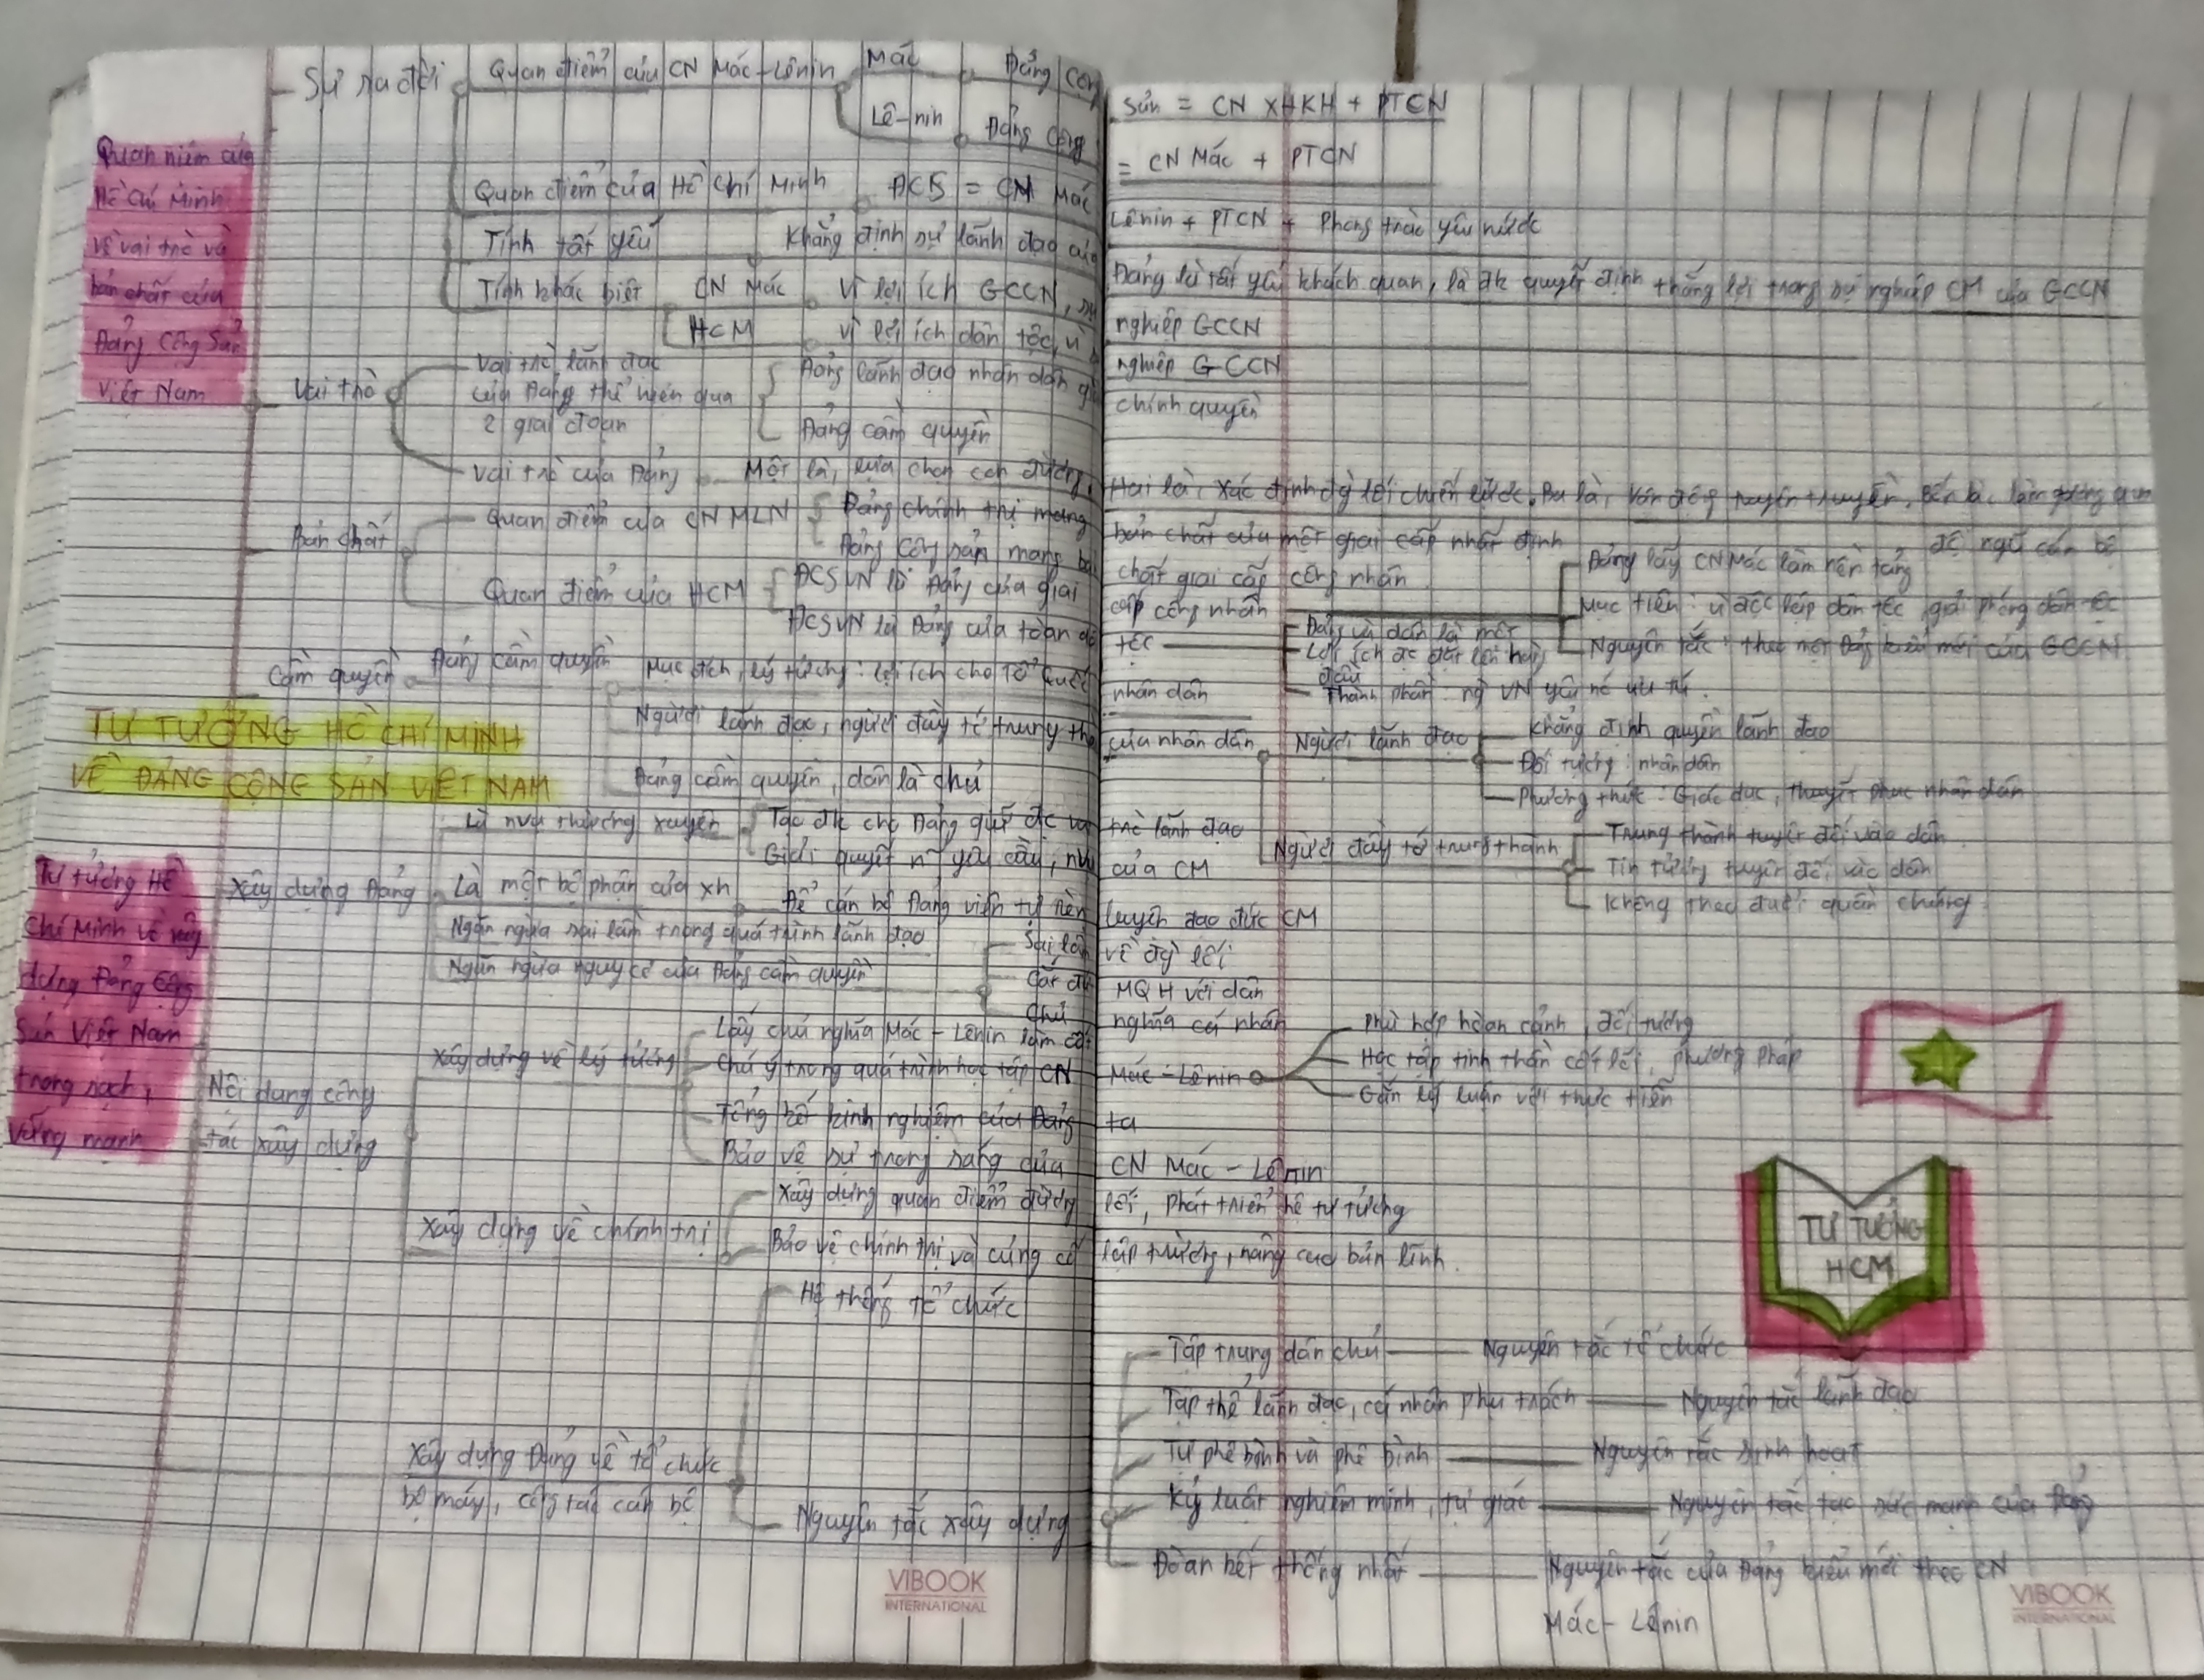 Sự ra đời
Quan điểm của CN Mác-Lênin
Mác
Đảng Cộng Sản = CN XHKH + PTCN
Lê-nin
Đảng Cộng = CN Mác + PTCN
Quan điểm của Hồ Chí Minh
ĐCS = CN Mác Lênin + PTCN + Phong trào yêu nước
Tính tất yếu
Khẳng định sự lãnh đạo của Đảng là tất yếu khách quan, là đk quyết định thắng lợi trong sự nghiệp CM của GCCN
Tính khác biệt
CN Mác
Vì lợi ích GCCN, sự nghiệp GCCN
HCM
vì lợi ích dân tộc, vì sự nghiệp GCCN
Quan niệm của
Hồ Chí Minh
về vai trò và
bản chất của
Đảng Cộng Sản
Việt Nam
Vai trò
Vai trò lãnh đạo
của Đảng thể hiện qua
2 giai đoạn
Đảng lãnh đạo nhân dân giành chính quyền
Đảng cầm quyền
Vai trò của Đảng
Một là, lựa chọn con đường, Hai là, Xác định đg lối chiến lược. Ba là, Vận động tuyên truyền, Bốn là, làm gương qua
đội ngũ cán bộ
Bản chất
Quan điểm của CN MLN
Đảng chính trị mang bản chất của một giai cấp nhất định
Đảng Cộng sản mang bản chất giai cấp công nhân
Quan điểm của HCM
ĐCSVN là Đảng của giai cấp công nhân
Đảng lấy CN Mác làm nền tảng
Mục tiêu: vì độc lập dân tộc, giải phóng dân tộc
Nguyên tắc: theo một Đảng kiểu mới của GCCN
ĐCSVN là Đảng của toàn dân tộc
Đảng và dân là một
Lợi ích đc đặt lên hàng
đầu
Thành phần: ng VN yêu nc ưu tú.
Cầm quyền
Đảng cầm quyền
Mục đích, lý tưởng: lợi ích cho Tổ Quốc nhân dân
Người lãnh đạo, người đầy tớ trung thành của nhân dân
Người lãnh đạo
Khẳng định quyền lãnh đạo
Đối tượng: nhân dân
Phương thức: Giáo dục, thuyết phục nhân dân
Người đầy tớ trung thành
Trung thành tuyệt đối vào dân
Tin tưởng tuyệt đối vào dân
Không theo đuôi quần chúng
Đảng cầm quyền, dân là chủ
TƯ TƯỞNG HỒ CHÍ MINH
VỀ ĐẢNG CỘNG SẢN VIỆT NAM
Tư tưởng Hồ
Chí Minh về xây
dựng Đảng Cộng
Sản Việt Nam
trong sạch,
vững mạnh
Xây dựng Đảng
Là nvụ thường xuyên
Tạo đk cho Đảng giữ đc vai trò lãnh đạo
Giải quyết n~ yêu cầu, nvụ của CM
Là một bộ phận của xh
Để cán bộ Đảng viên tự rèn luyện đạo đức CM
Ngăn ngừa sai lầm trong quá trình lãnh đạo
Ngăn ngừa nguy cơ của Đảng cầm quyền
Sai lầm về đg lối
Cắt đứt MQH với dân
Chủ nghĩa cá nhân
Nội dung công
tác xây dựng
Xây dựng về lý tưởng
Lấy chủ nghĩa Mác - Lênin làm cốt
Chú ý trong quá trình học tập CN Mác-Lênin
Phù hợp hoàn cảnh, đối tượng
Học tập tinh thần cốt lõi, phương pháp
Gắn lý luận với thực tiễn
Tổng kết kinh nghiệm của Đảng ta
Bảo vệ sự trong sáng của CN Mác - Lênin
Xây dựng về chính trị
Xây dựng quan điểm đường lối, phát triển hệ tư tưởng
Bảo vệ chính trị và củng cố lập trường, nâng cao bản lĩnh.
TƯ TƯỞNG
HCM
Xây dựng Đảng về tổ chức
bộ máy, công tác cán bộ
Hệ thống tổ chức
Nguyên tắc xây dựng
Tập trung dân chủ
Nguyên tắc tổ chức
Tập thể lãnh đạo, cá nhân phụ trách
Nguyên tắc lãnh đạo
Tự phê bình và phê bình
Nguyên tắc sinh hoạt
Kỷ luật nghiêm minh, tự giác
Nguyên tắc tạo sức mạnh của Đảng
Đoàn kết thống nhất
Nguyên tắc của Đảng kiểu mới theo CN
Mác - Lênin
VIBOOK
INTERNATIONAL
VIBOOK
INTERNATIONAL